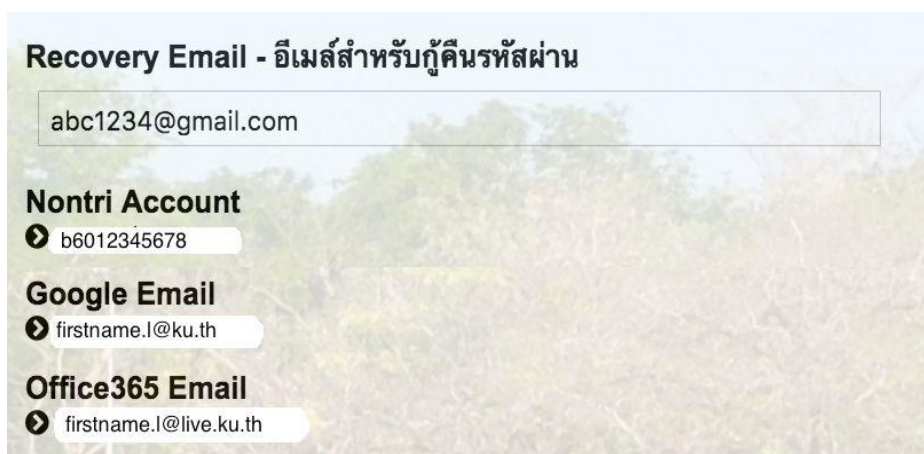 Recovery Email - อีเมล์สำหรับกู้คืนรหัสผ่าน
abc1234@gmail.com
Nontri Account
b6012345678
Google Email
firstname.l@ku.th
Office365 Email
firstname.l@live.ku.th